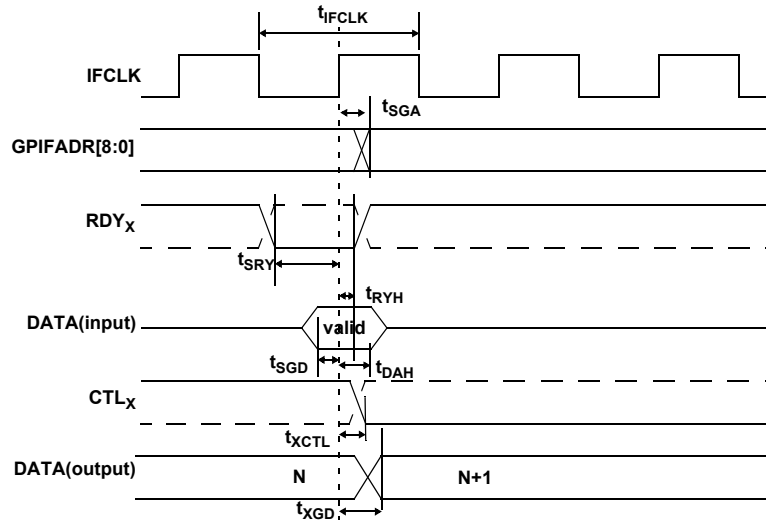 tIFCLK
IFCLK
tSGA
GPIFADR[8:0]
RDYX
tSRY
tRYH
DATA(input)
valid
tSGD
tDAH
CTLX
tXCTL
DATA(output)
N
N+1
tXGD